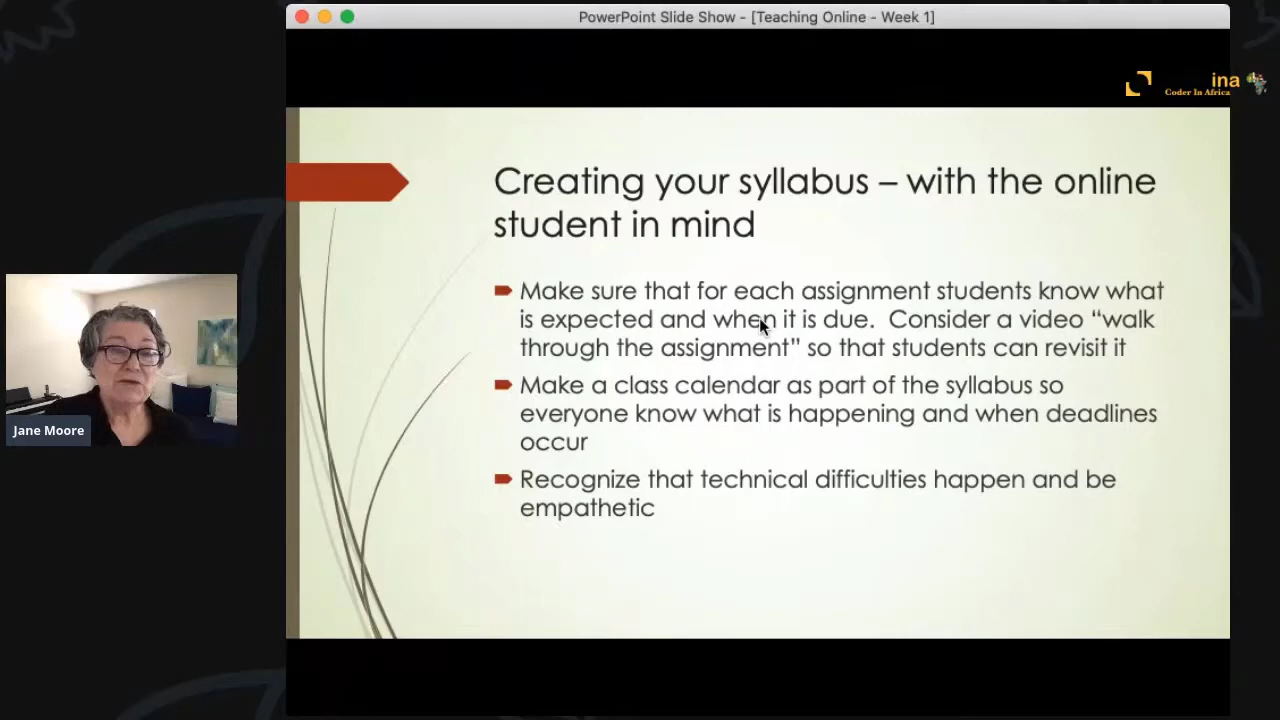 PowerPoint Slide Show - [Teaching Online - Week 1]
ina
Coder In Africa
Creating your syllabus – with the online
student in mind
Make sure that for each assignment students know what
is expected and when it is due.  Consider a video “walk
through the assignment” so that students can revisit it
Make a class calendar as part of the syllabus so
everyone know what is happening and when deadlines
occur
Recognize that technical difficulties happen and be
empathetic
Jane Moore